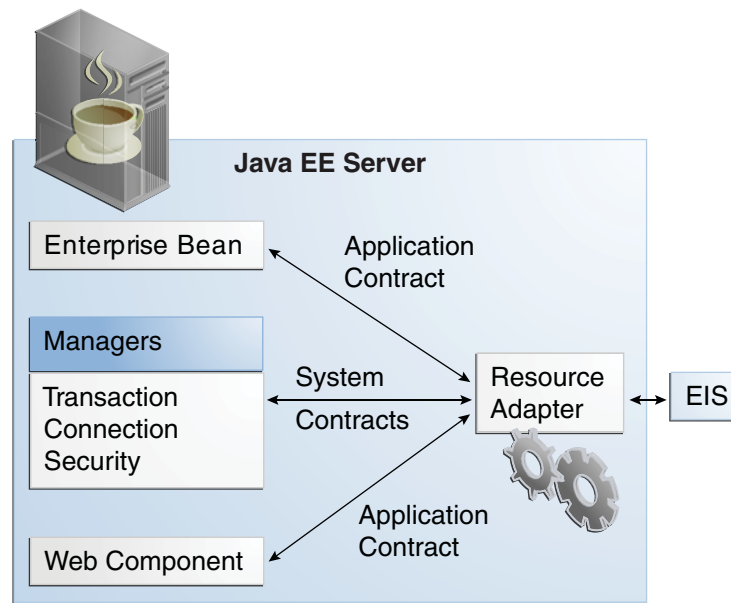 Java EE Server
Enterprise Bean
Application
Contract
Managers
Transaction
Connection
Security
System
Contracts
Resource
Adapter
EIS
Application
Contract
Web Component